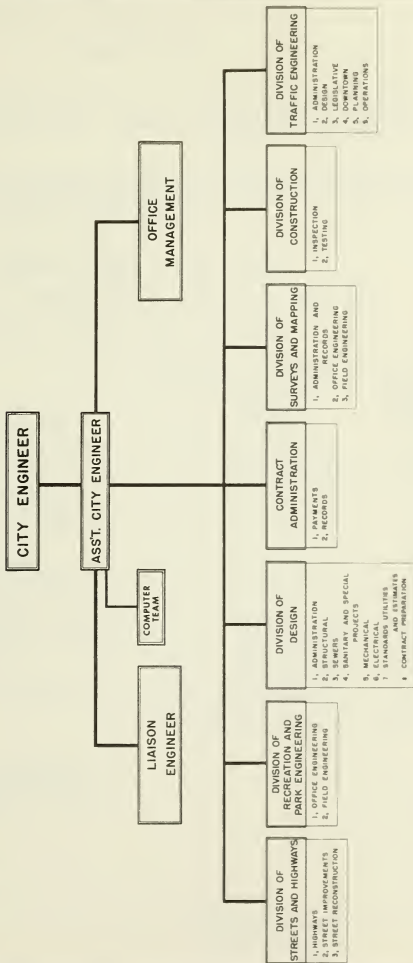 CITY ENGINEER
ASS'T. CITY ENGINEER
LIAISON
ENGINEER
COMPUTER
TEAM
OFFICE
MANAGEMENT
DIVISION OF
STREETS AND HIGHWAYS
1, HIGHWAYS
2, STREET IMPROVEMENTS
3, STREET RECONSTRUCTION
DIVISION OF
RECREATION AND
PARK ENGINEERING
1, OFFICE ENGINEERING
2, FIELD ENGINEERING
DIVISION OF
DESIGN
1, ADMINISTRATION
2, STRUCTURAL
3, SEWERS
4, SANITARY AND SPECIAL
PROJECTS
5, MECHANICAL
6, ELECTRICAL
7 STANDARDS UTILITIES
AND ESTIMATES
8 CONTRACT PREPARATION
CONTRACT
ADMINISTRATION
1, PAYMENTS
2, RECORDS
DIVISION OF
SURVEYS AND MAPPING
1, ADMINISTRATION AND
RECORDS
2, OFFICE ENGINEERING
3, FIELD ENGINEERING
DIVISION OF
CONSTRUCTION
1, INSPECTION
2, TESTING
DIVISION OF
TRAFFIC ENGINEERING
1, ADMINISTRATION
2, DESIGN
3, LEGISLATIVE
4, DOWNTOWN
5, PLANNING
6, OPERATIONS